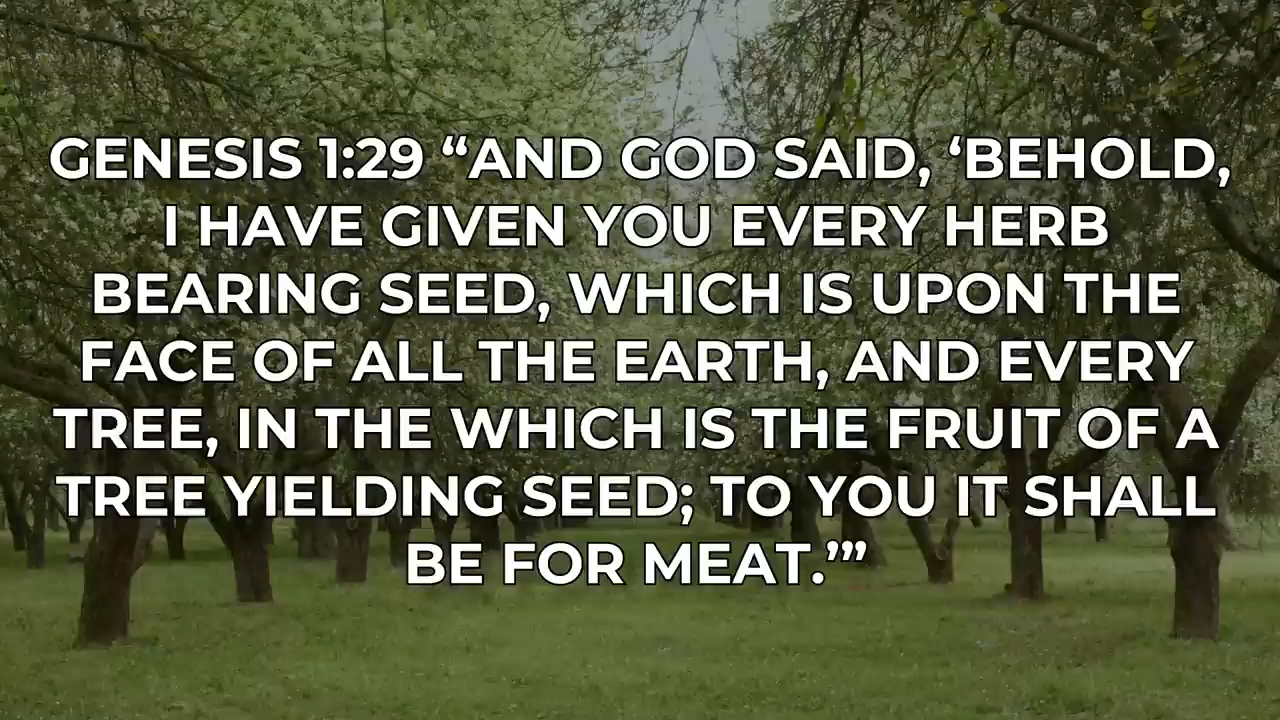 GENESIS 1:29 “AND GOD SAID, ‘BEHOLD,
I HAVE GIVEN YOU EVERY HERB
BEARING SEED, WHICH IS UPON THE
FACE OF ALL THE EARTH, AND EVERY
TREE, IN THE WHICH IS THE FRUIT OF A
TREE YIELDING SEED; TO YOU IT SHALL
BE FOR MEAT.’”